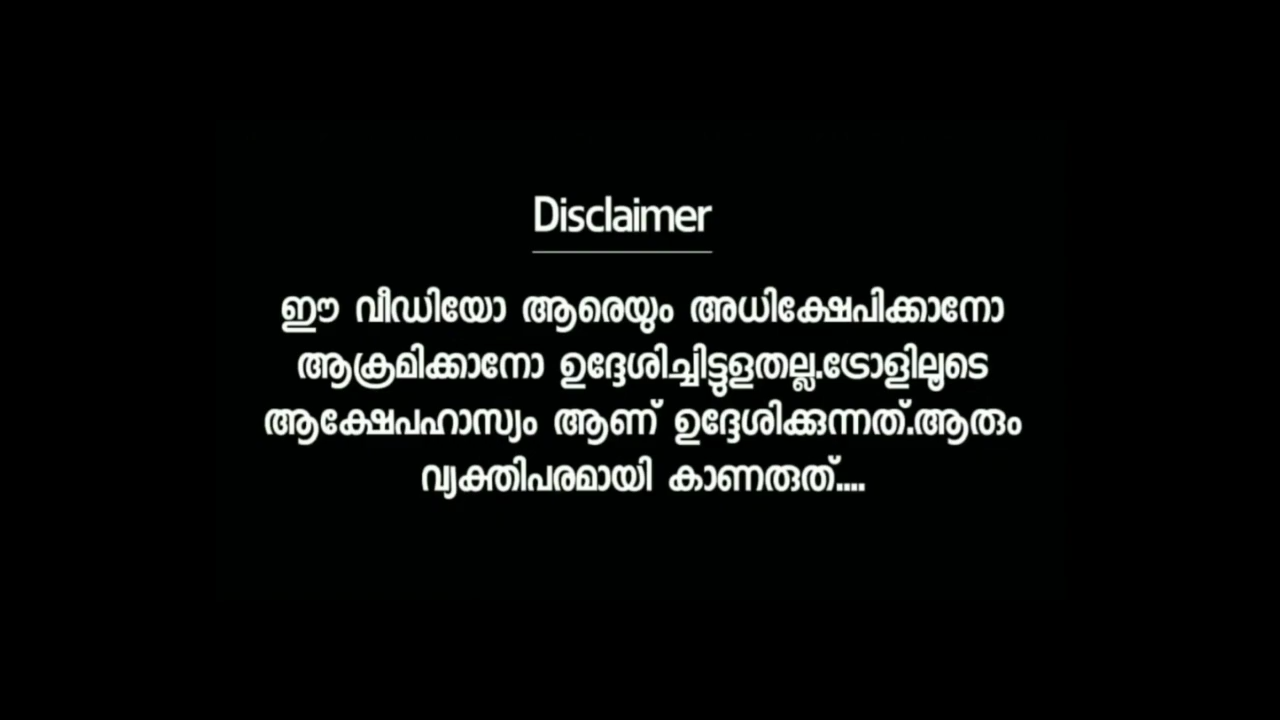 Disclaimer
ഈ വീഡിയോ ആരെയും അധിക്ഷേപിക്കാനോ
ആക്രമിക്കാനോ ഉദ്ദേശിച്ചിട്ടുളതല്ല.ട്രോളിലൂടെ
ആക്ഷേപഹാസ്യം ആണ് ഉദ്ദേശിക്കുന്നത്.ആരും
വ്യക്തിപരമായി കാണരുത്....